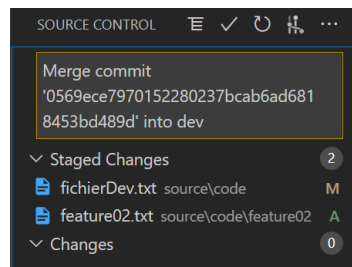 SOURCE CONTROL
Merge commit
'0569ece7970152280237bcab6ad681
8453bd489d' into dev
Staged Changes 2
fichierDev.txt source\code M
feature02.txt source\code\feature02 A
Changes 0